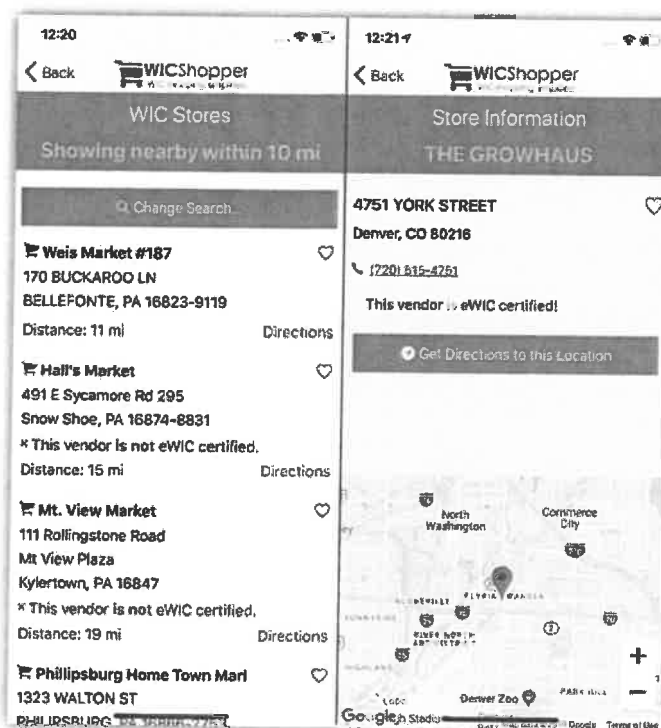 12:20
Back
WICShopper
WIC Stores
Showing nearby within 10 mi
Change Search
Weis Market #187
170 BUCKAROO LN
BELLEFONTE, PA 16823-9119
Distance: 11 mi Directions
Hall's Market
491 E Sycamore Rd 295
Snow Shoe, PA 16874-8831
* This vendor is not eWIC certified.
Distance: 15 mi Directions
Mt. View Market
111 Rollingstone Road
Mt View Plaza
Kylertown, PA 16847
* This vendor is not eWIC certified.
Distance: 19 mi Directions
Phillipsburg Home Town Marl
1323 WALTON ST
PHILIPSBURG
12:21
Back
WICShopper
Store Information
THE GROWHAUS
4751 YORK STREET
Denver, CO 80216
(720) 515-4751
This vendor is eWIC certified!
Get Directions to this Location
North
Washington
Commerce
City
Denver Zoo
Google